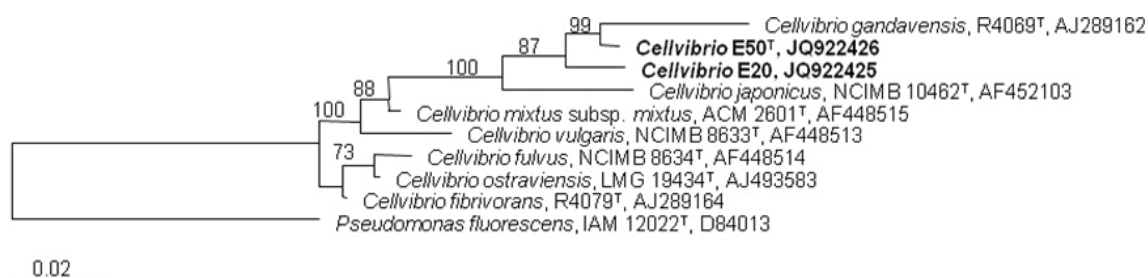 99
Cellvibrio gandavensis, R4069ᵀ, AJ289162
87
Cellvibrio E50ᵀ, JQ922426
100
Cellvibrio E20, JQ922425
88
Cellvibrio japonicus, NCIMB 10462ᵀ, AF452103
100
Cellvibrio mixtus subsp. mixtus, ACM 2601ᵀ, AF448515
Cellvibrio vulgaris, NCIMB 8633ᵀ, AF448513
73
Cellvibrio fulvus, NCIMB 8634ᵀ, AF448514
Cellvibrio ostraviensis, LMG 19434ᵀ, AJ493583
Cellvibrio fibrivorans, R4079ᵀ, AJ289164
Pseudomonas fluorescens, IAM 12022ᵀ, D84013
0.02